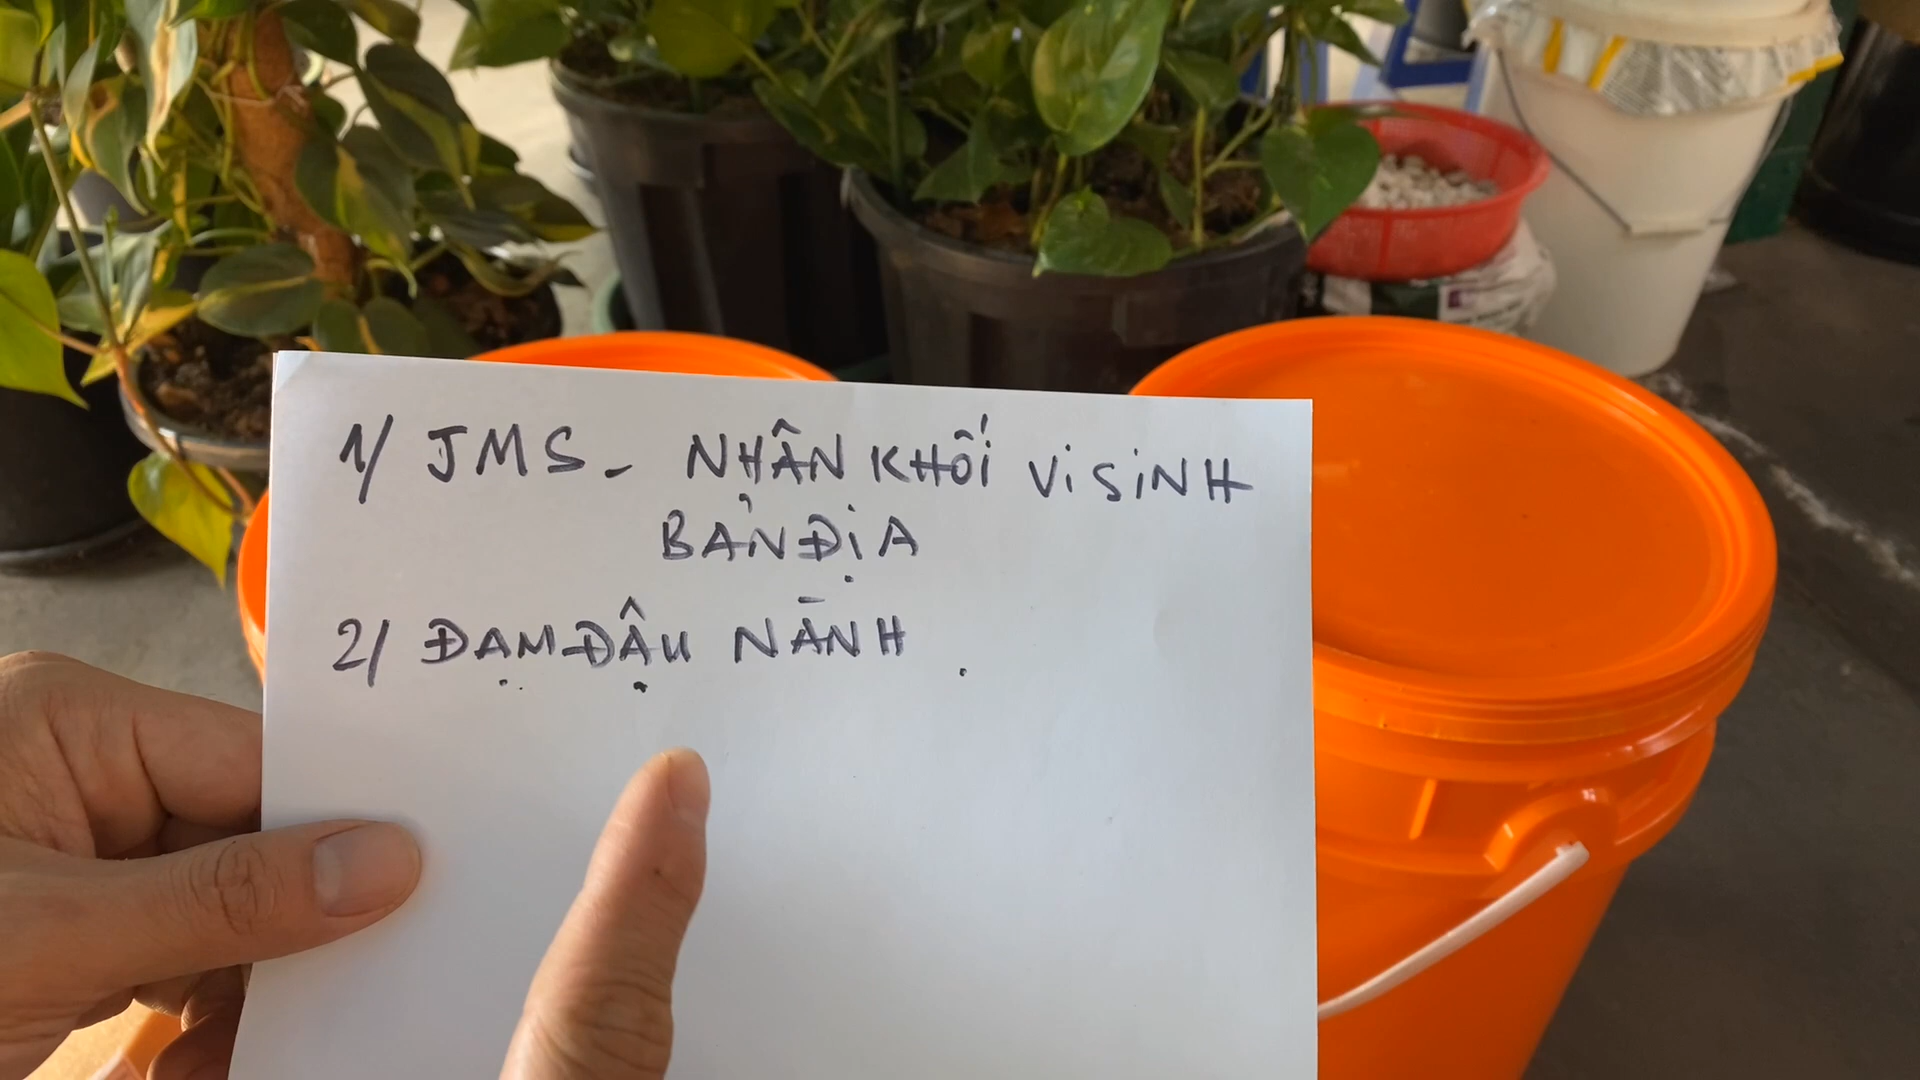 1/ JMS - NHÂN KHỐI Vi SiNH
BẢN ĐỊA
2/ ĐẠM ĐẬU NÀNH.